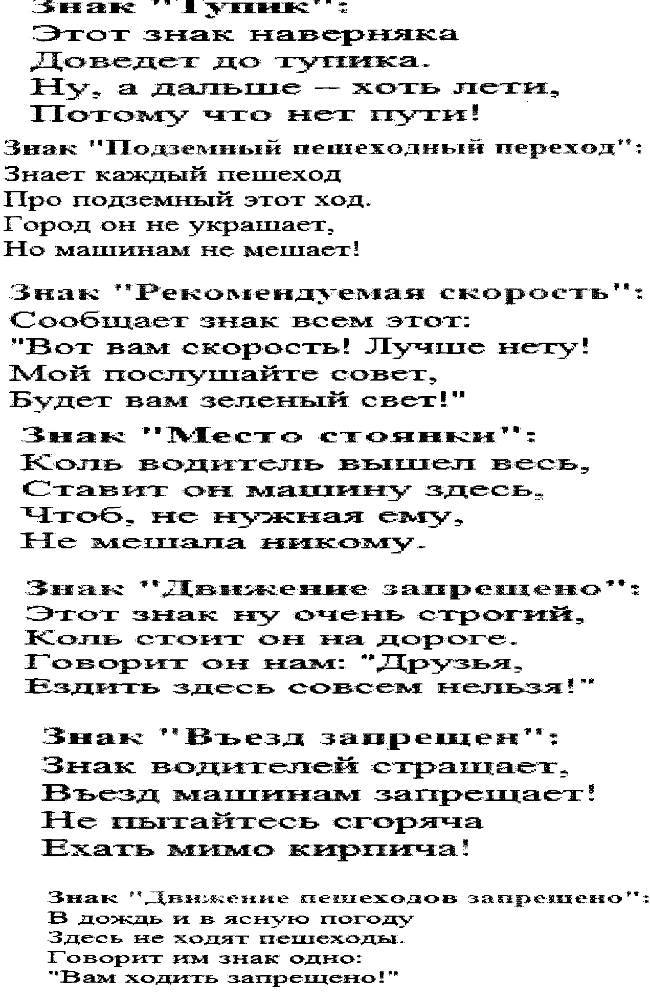 Знак "Тупик":
Этот знак наверняка
Доведет до тупика.
Ну, а дальше – хоть лети,
Потому что нет пути!
Знак "Подземный пешеходный переход":
Знает каждый пешеход
Про подземный этот ход.
Город он не украшает,
Но машинам не мешает!
Знак "Рекомендуемая скорость":
Сообщает знак всем этот:
"Вот вам скорость! Лучше нету!
Мой послушайте совет,
Будет вам зеленый свет!"
Знак "Место стоянки":
Коль водитель вышел весь,
Ставит он машину здесь,
Чтоб, не нужная ему,
Не мешала никому.
Знак "Движение запрещено":
Этот знак ну очень строгий,
Коль стоит он на дороге.
Говорит он нам: "Друзья,
Ездить здесь совсем нельзя!"
Знак "Въезд запрещен":
Знак водителей стращает,
Въезд машинам запрещает!
Не пытайтесь сгоряча
Ехать мимо кирпича!
Знак "Движение пешеходов запрещено":
В дождь и в ясную погоду
Здесь не ходят пешеходы.
Говорит им знак одно:
"Вам ходить запрещено!"